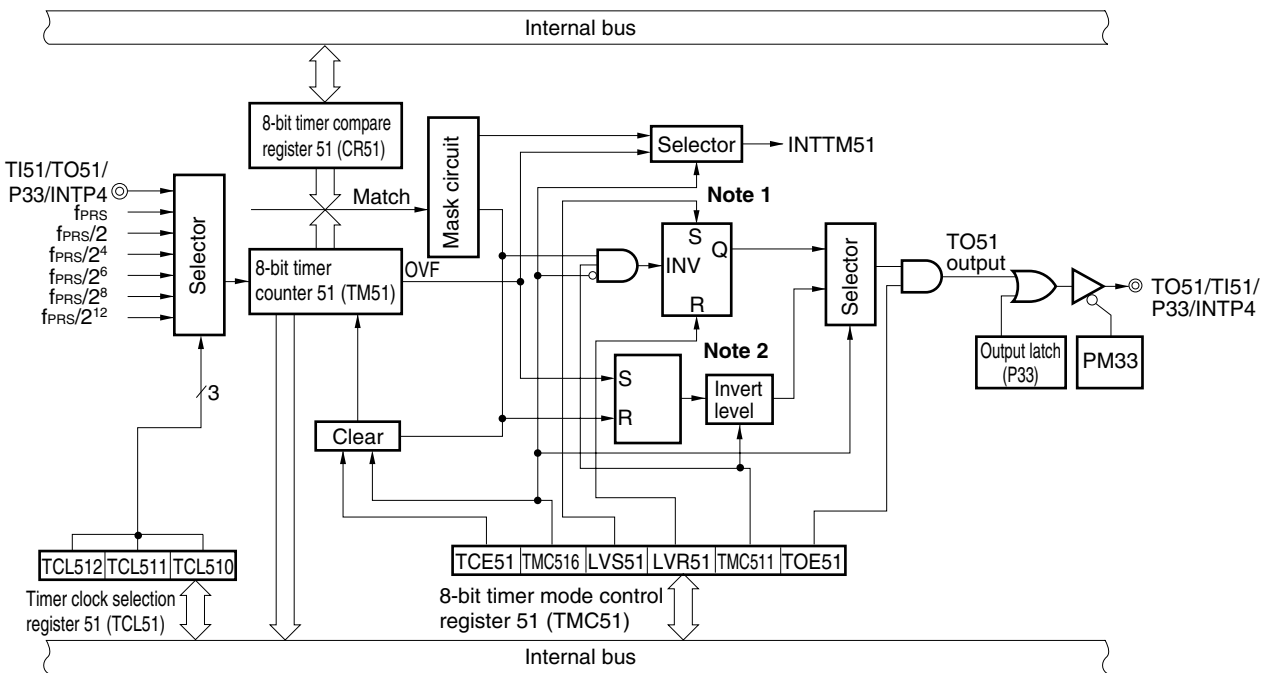 Internal bus
8-bit timer compare
register 51 (CR51)
Mask circuit
Selector
INTTM51
TI51/TO51/
P33/INTP4
Match
Note 1
fPRS
fPRS/2
fPRS/2⁴
fPRS/2⁶
fPRS/2⁸
fPRS/2¹²
Selector
8-bit timer
counter 51 (TM51)
OVF
S
Q
INV
R
Selector
TO51
output
TO51/TI51/
P33/INTP4
Note 2
Output latch
(P33)
PM33
S
R
Invert
level
3
Clear
TCL512 TCL511 TCL510
Timer clock selection
register 51 (TCL51)
TCE51 TMC516 LVS51 LVR51 TMC511 TOE51
8-bit timer mode control
register 51 (TMC51)
Internal bus